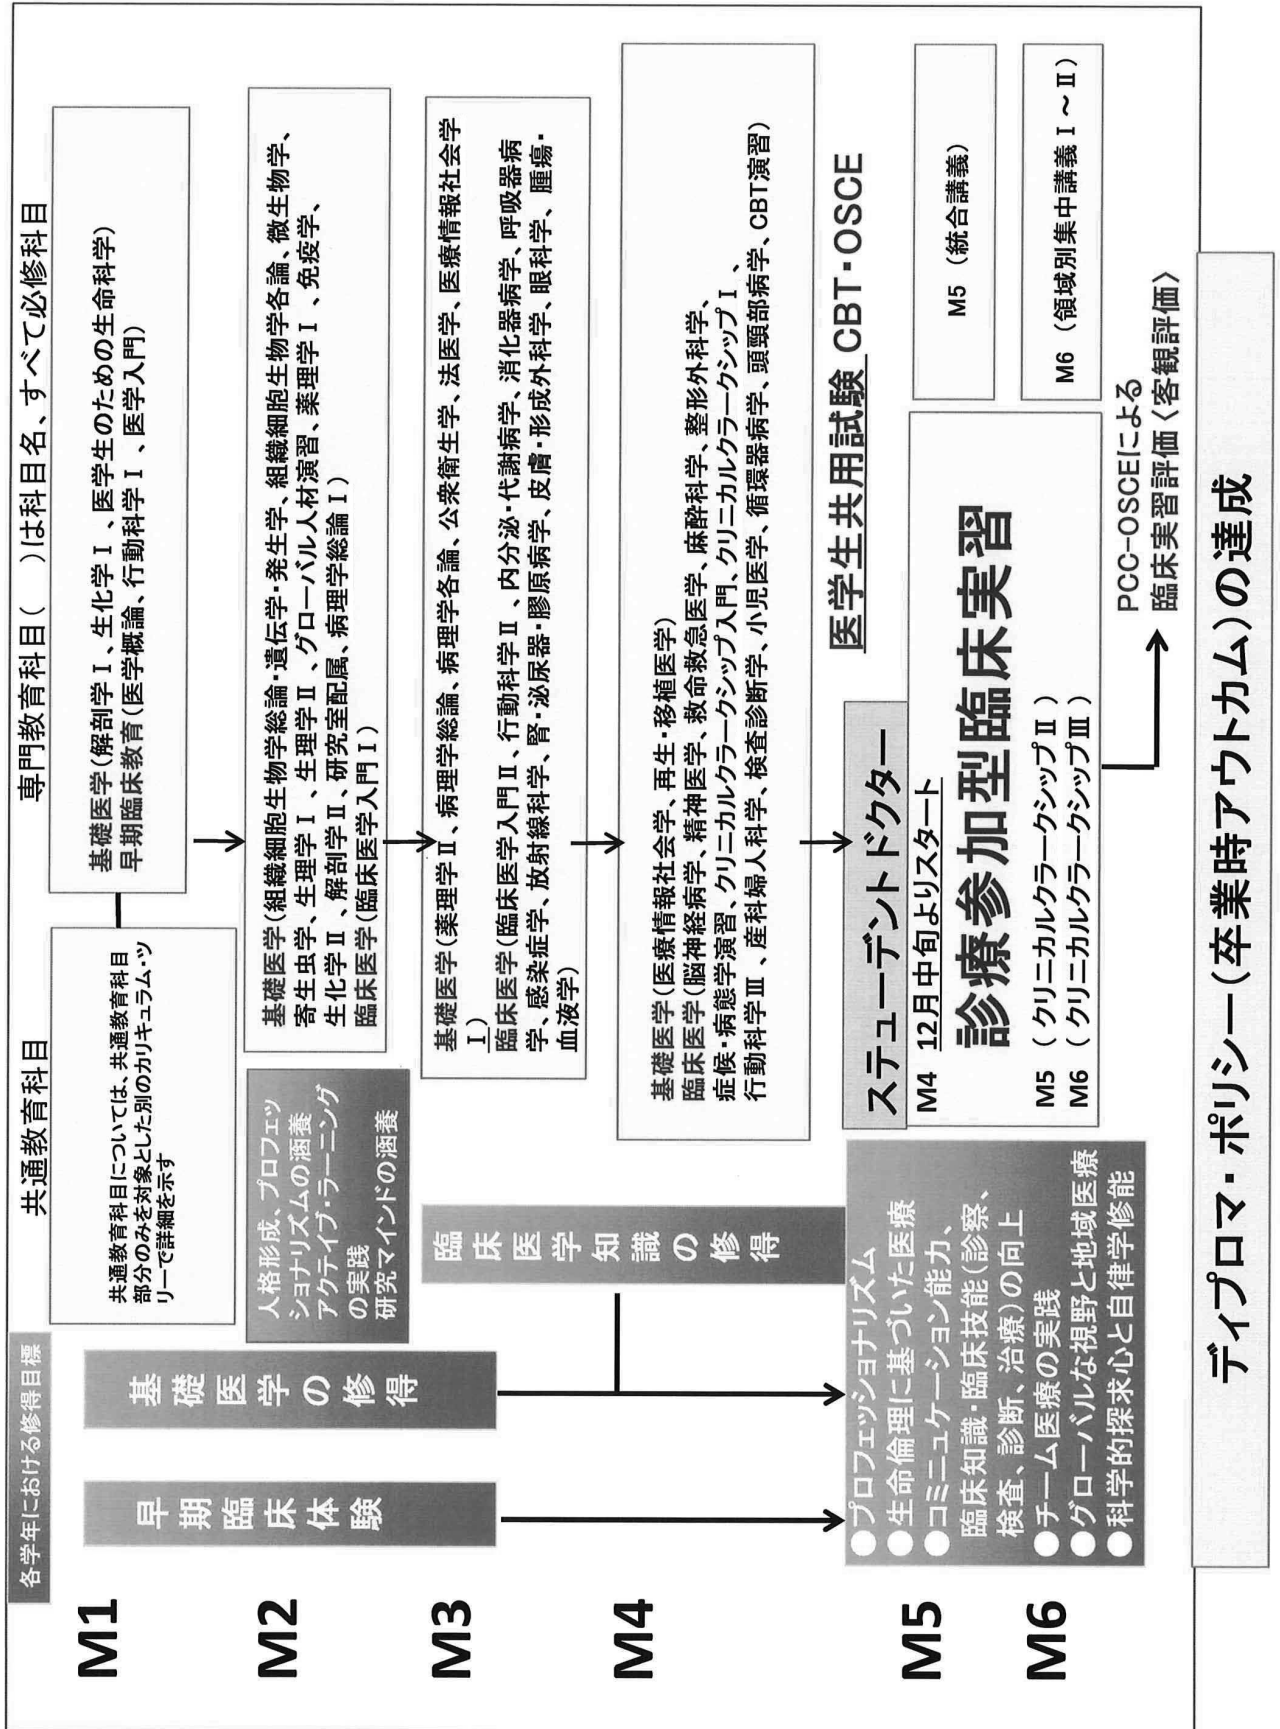 各学年における修得目標
共通教育科目
専門教育科目(　)は科目名、すべて必修科目
M1
早期臨床体験
基礎医学の修得
共通教育科目については、共通教育科目
部分のみを対象とした別のカリキュラム・ツ
リーで詳細を示す
基礎医学(解剖学Ⅰ、生化学Ⅰ、医学生のための生命科学)
早期臨床教育(医学概論、行動科学Ⅰ、医学入門)
M2
人格形成、プロフェッ
ショナリズムの涵養
アクティブ・ラーニング
の実践
研究マインドの涵養
基礎医学(組織細胞生物学総論・遺伝学・発生学、組織細胞生物学各論、微生物学、
寄生虫学、生理学Ⅰ、生理学Ⅱ、グローバル人材演習、薬理学Ⅰ、免疫学、
生化学Ⅱ、解剖学Ⅱ、研究室配属、病理学総論Ⅰ)
臨床医学(臨床医学入門Ⅰ)
M3
臨床医学知識の修得
基礎医学(薬理学Ⅱ、病理学総論、病理学各論、公衆衛生学、法医学、医療情報社会学
Ⅰ)
臨床医学(臨床医学入門Ⅱ、行動科学Ⅱ、内分泌・代謝病学、消化器病学、呼吸器病
学、感染症学、放射線科学、腎・泌尿器・膠原病学、皮膚・形成外科学、眼科学、腫瘍・
血液学)
M4
基礎医学(医療情報社会学、再生・移植医学)
臨床医学(脳神経病学、精神医学、救命救急医学、麻酔科学、整形外科学、
症候・病態学演習、クリニカルクラークシップ入門、クリニカルクラークシップⅠ、
行動科学Ⅲ、産科婦人科学、検査診断学、小児医学、循環器病学、頭頸部病学、CBT演習)
医学生共用試験 CBT・OSCE
ステューデントドクター
M5
M6
●プロフェッショナリズム
●生命倫理に基づいた医療
●コミュニケーション能力、
臨床知識・臨床技能(診察、
検査、診断、治療)の向上
●チーム医療の実践
●グローバルな視野と地域医療
●科学的探求心と自律学修能
M4 12月中旬よりスタート
診療参加型臨床実習
M5 (クリニカルクラークシップⅡ)
M6 (クリニカルクラークシップⅢ)
M5 (統合講義)
M6 (領域別集中講義Ⅰ～Ⅱ)
PCC-OSCEによる
臨床実習評価〈客観評価〉
ディプロマ・ポリシー(卒業時アウトカム)の達成